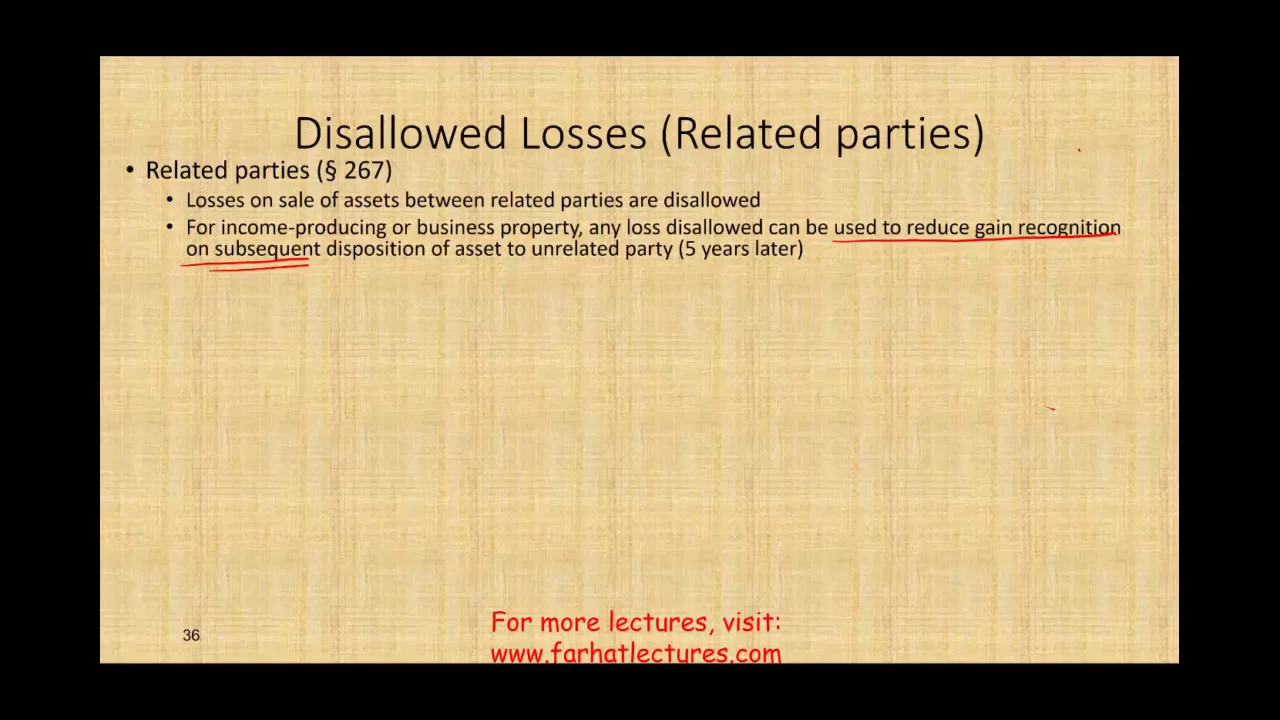 Disallowed Losses (Related parties)
• Related parties (§ 267)
• Losses on sale of assets between related parties are disallowed
• For income-producing or business property, any loss disallowed can be used to reduce gain recognition
on subsequent disposition of asset to unrelated party (5 years later)
For more lectures, visit:
36
www.farhatlectures.com